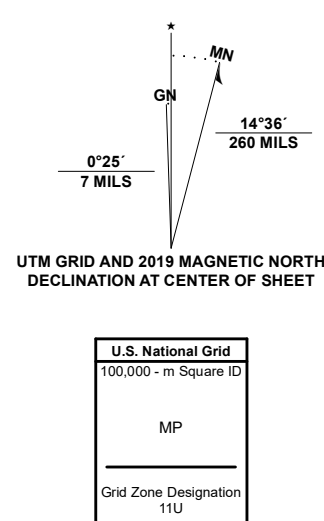 ★
MN
GN
14°36´
260 MILS
0°25´
7 MILS
UTM GRID AND 2019 MAGNETIC NORTH
DECLINATION AT CENTER OF SHEET
U.S. National Grid
100,000 - m Square ID
MP
Grid Zone Designation
11U